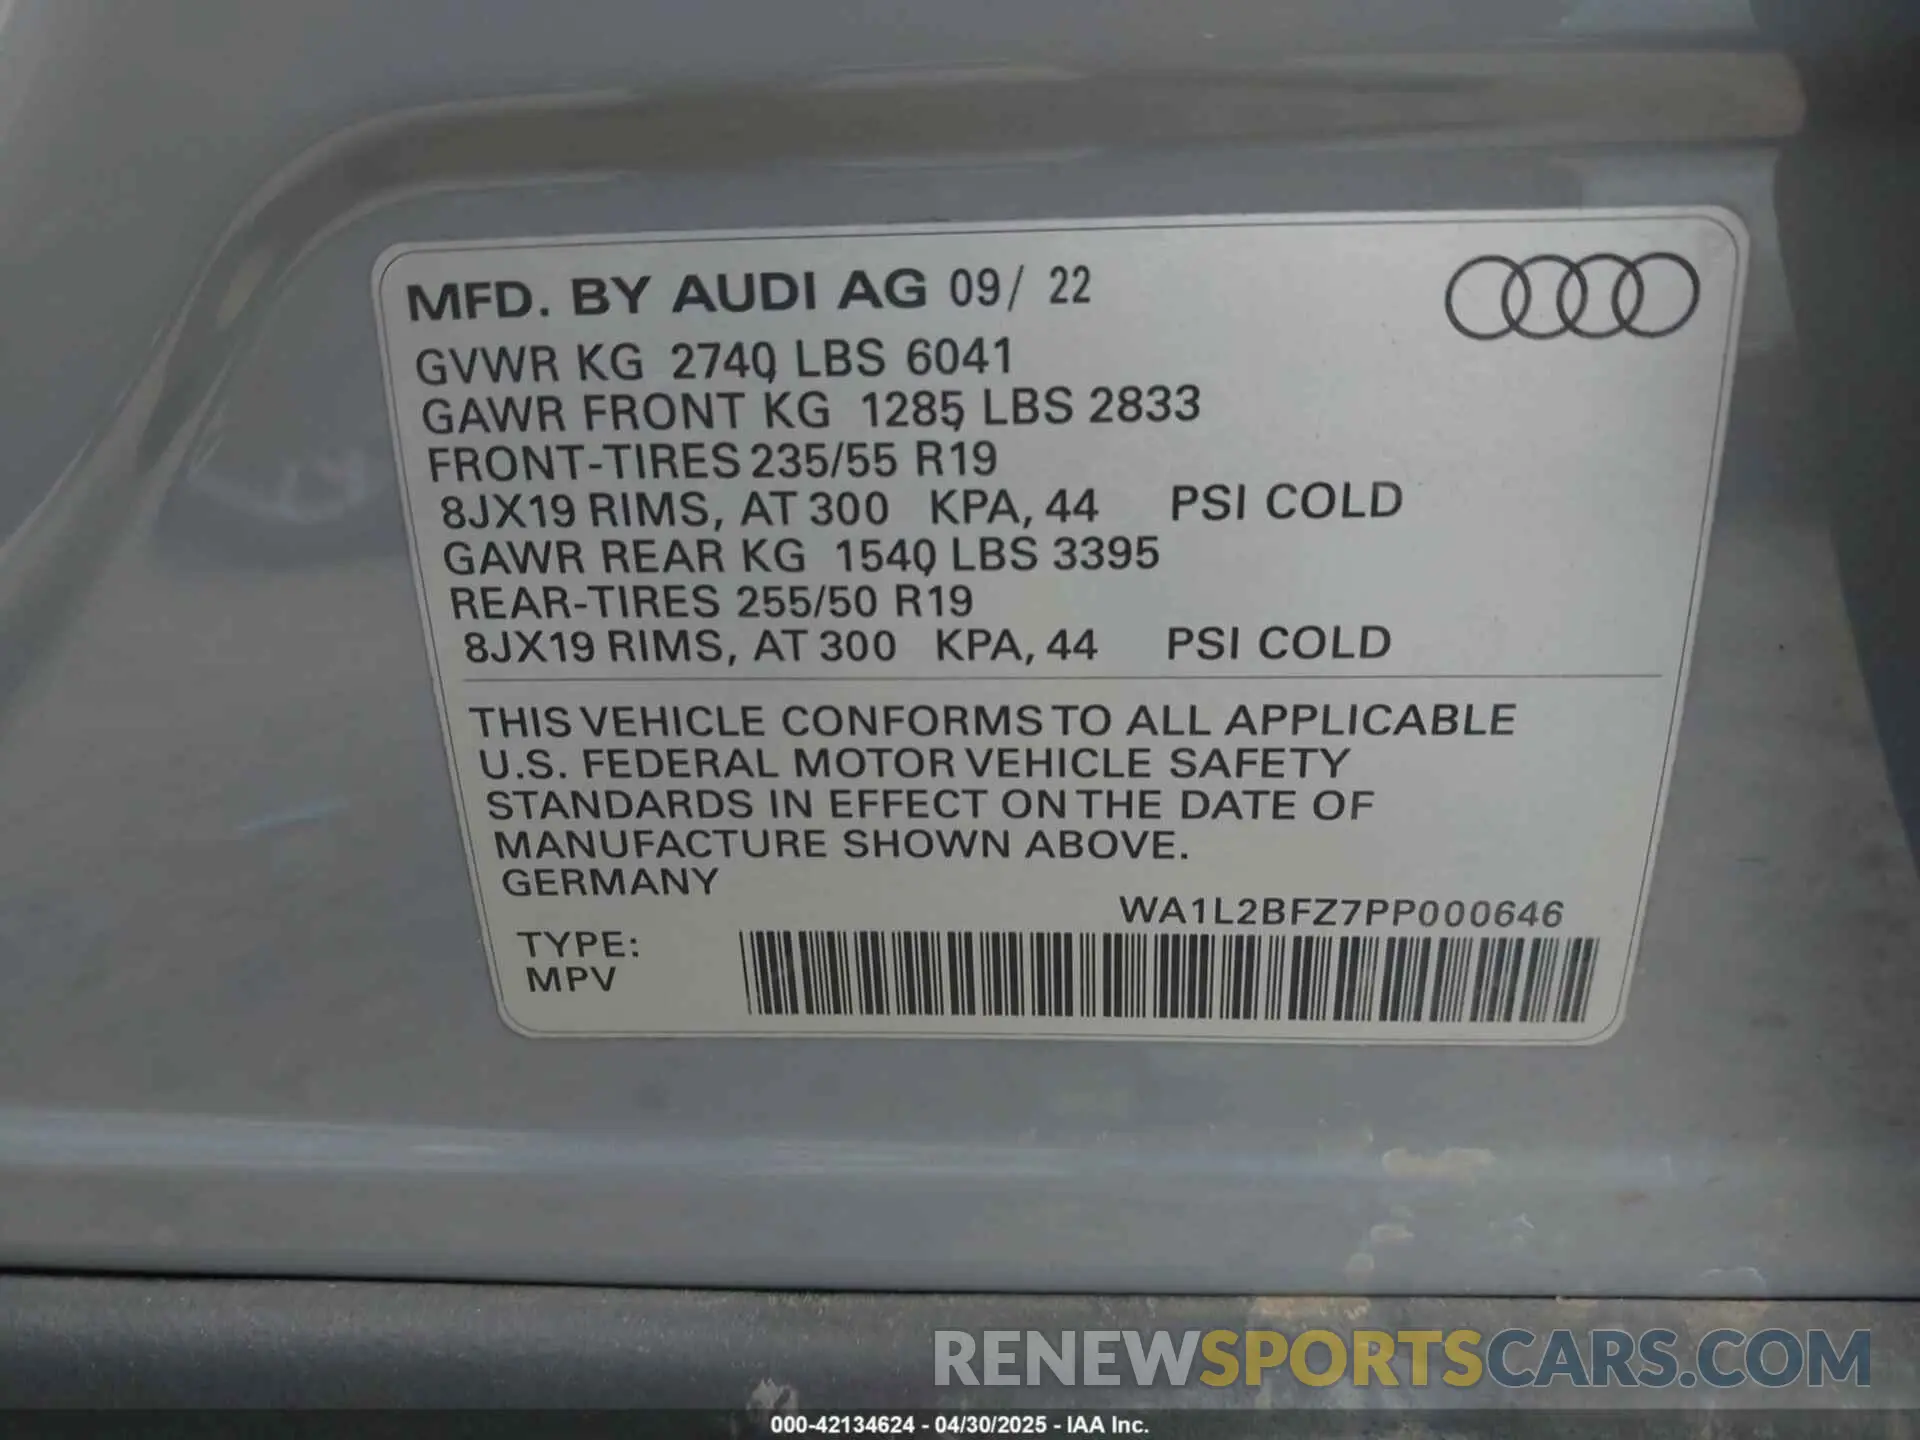 MFD. BY AUDI AG 09/ 22
GVWR KG 2740 LBS 6041
GAWR FRONT KG 1285 LBS 2833
FRONT-TIRES 235/55 R19
8JX19 RIMS, AT 300 KPA, 44 PSI COLD
GAWR REAR KG 1540 LBS 3395
REAR-TIRES 255/50 R19
8JX19 RIMS, AT 300 KPA, 44 PSI COLD
THIS VEHICLE CONFORMS TO ALL APPLICABLE
U.S. FEDERAL MOTOR VEHICLE SAFETY
STANDARDS IN EFFECT ON THE DATE OF
MANUFACTURE SHOWN ABOVE.
GERMANY
WA1L2BFZ7PP000646
TYPE:
MPV
RENEWSPORTSCARS.COM
000-42134624 - 04/30/2025 - IAA Inc.